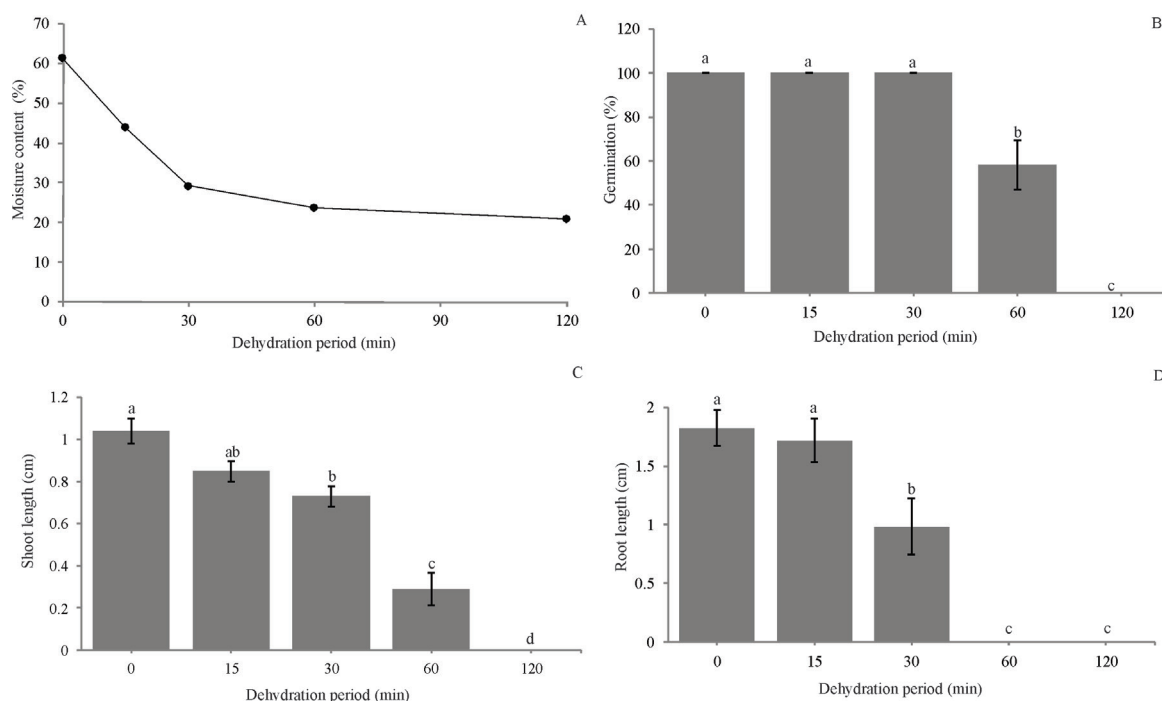 A
70
60
50
40
30
20
10
0
Moisture content (%)
0 30 60 90 120
Dehydration period (min)
B
120
100
80
60
40
20
0
Germination (%)
a a a b c
0 15 30 60 120
Dehydration period (min)
C
1.2
1
0.8
0.6
0.4
0.2
0
Shoot length (cm)
a ab b c d
0 15 30 60 120
Dehydration period (min)
D
2
1.5
1
0.5
0
Root length (cm)
a a b c c
0 15 30 60 120
Dehydration period (min)